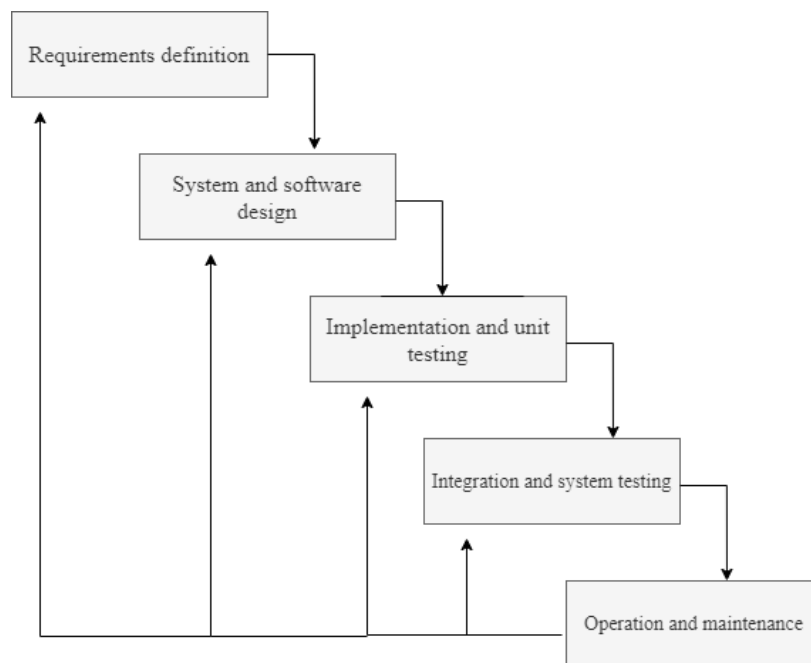 Requirements definition
System and software
design
Implementation and unit
testing
Integration and system testing
Operation and maintenance